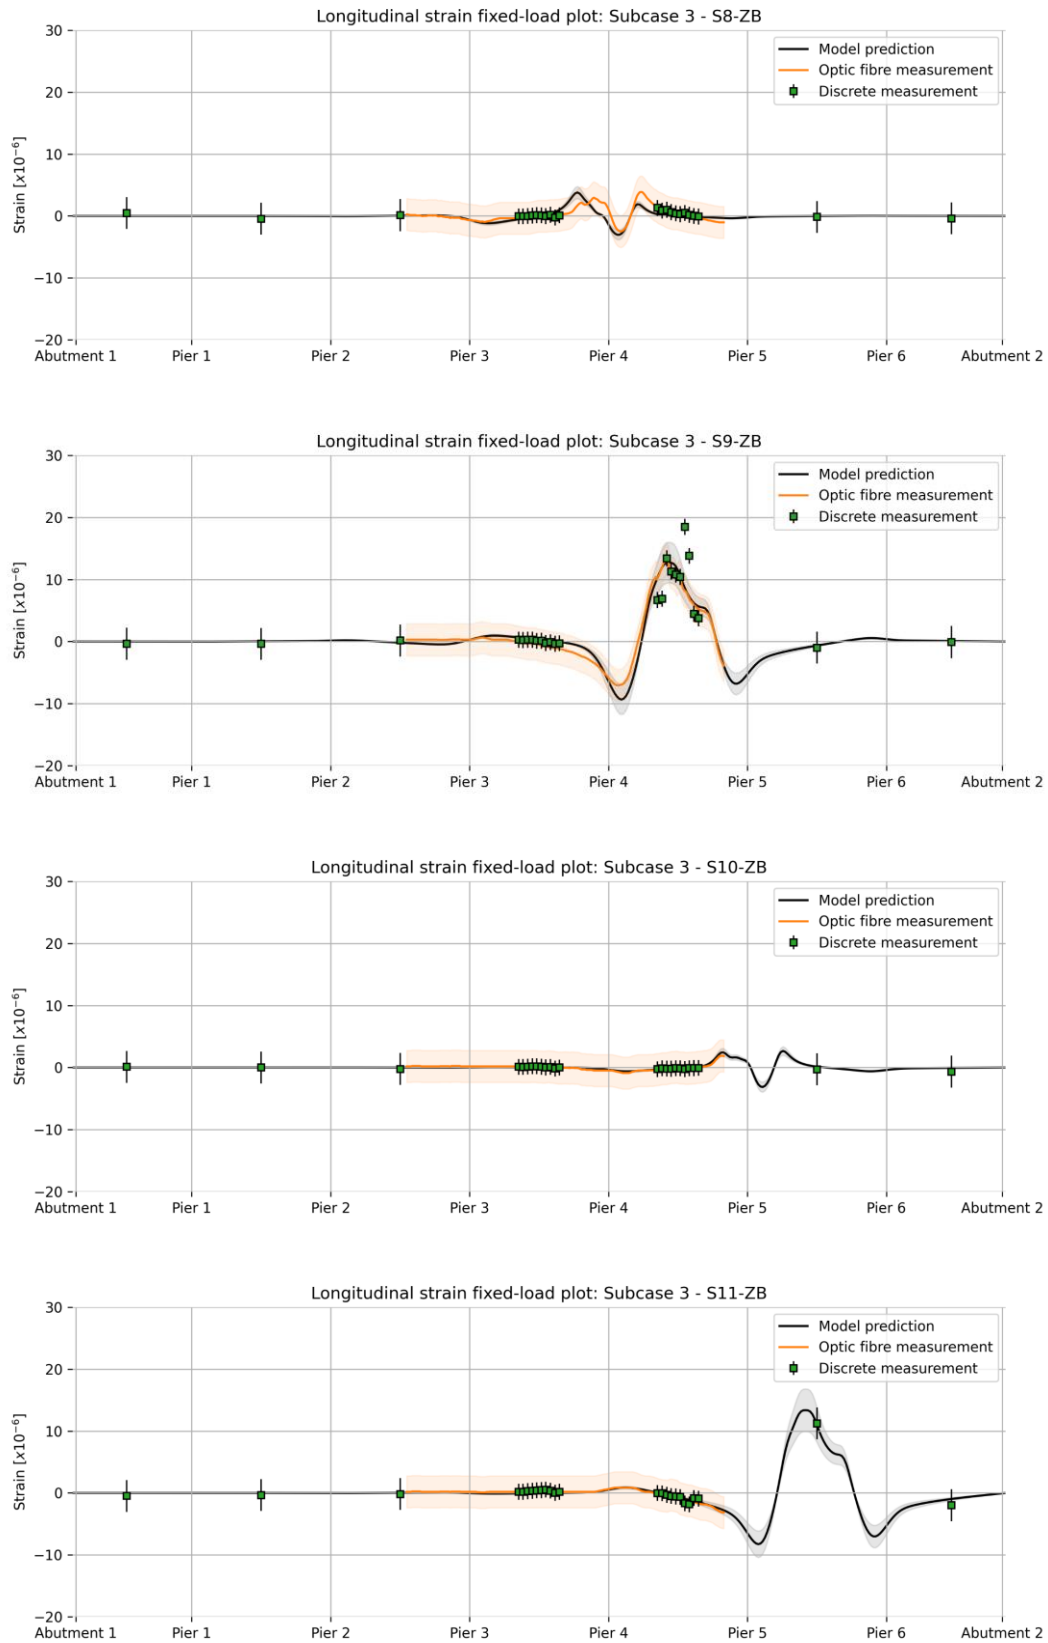 Longitudinal strain fixed-load plot: Subcase 3 - S8-ZB
30
20
10
0
−10
−20
Strain [x10⁻⁶]
Model prediction
Optic fibre measurement
Discrete measurement
Abutment 1 Pier 1 Pier 2 Pier 3 Pier 4 Pier 5 Pier 6 Abutment 2
Longitudinal strain fixed-load plot: Subcase 3 - S9-ZB
30
20
10
0
−10
−20
Strain [x10⁻⁶]
Model prediction
Optic fibre measurement
Discrete measurement
Abutment 1 Pier 1 Pier 2 Pier 3 Pier 4 Pier 5 Pier 6 Abutment 2
Longitudinal strain fixed-load plot: Subcase 3 - S10-ZB
30
20
10
0
−10
−20
Strain [x10⁻⁶]
Model prediction
Optic fibre measurement
Discrete measurement
Abutment 1 Pier 1 Pier 2 Pier 3 Pier 4 Pier 5 Pier 6 Abutment 2
Longitudinal strain fixed-load plot: Subcase 3 - S11-ZB
30
20
10
0
−10
−20
Strain [x10⁻⁶]
Model prediction
Optic fibre measurement
Discrete measurement
Abutment 1 Pier 1 Pier 2 Pier 3 Pier 4 Pier 5 Pier 6 Abutment 2